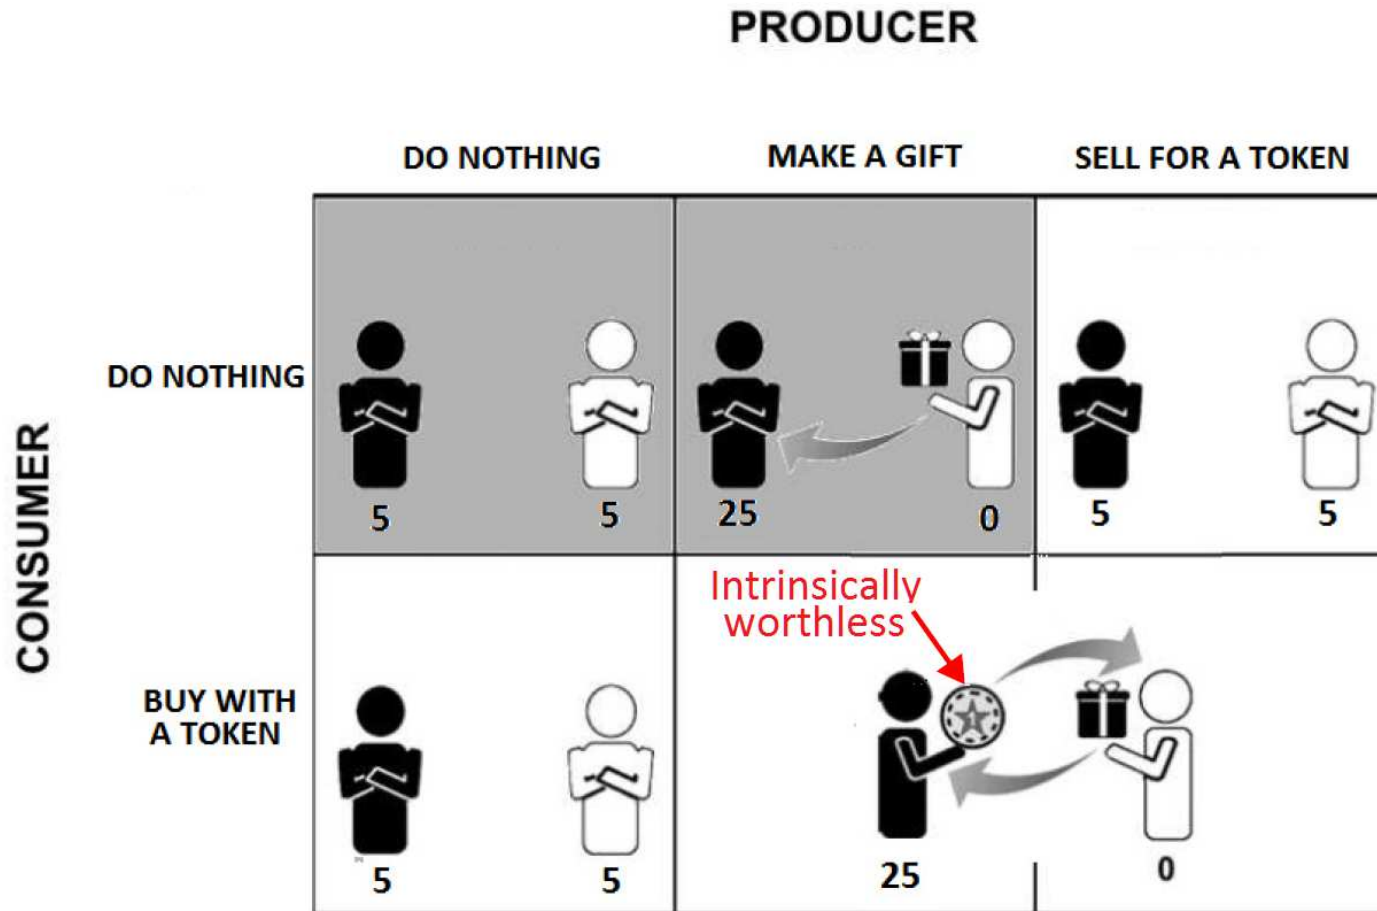 PRODUCER
DO NOTHING MAKE A GIFT SELL FOR A TOKEN
CONSUMER
DO NOTHING
5 5 25 0 5 5
Intrinsically
worthless
BUY WITH
A TOKEN
1
5 5 25 0